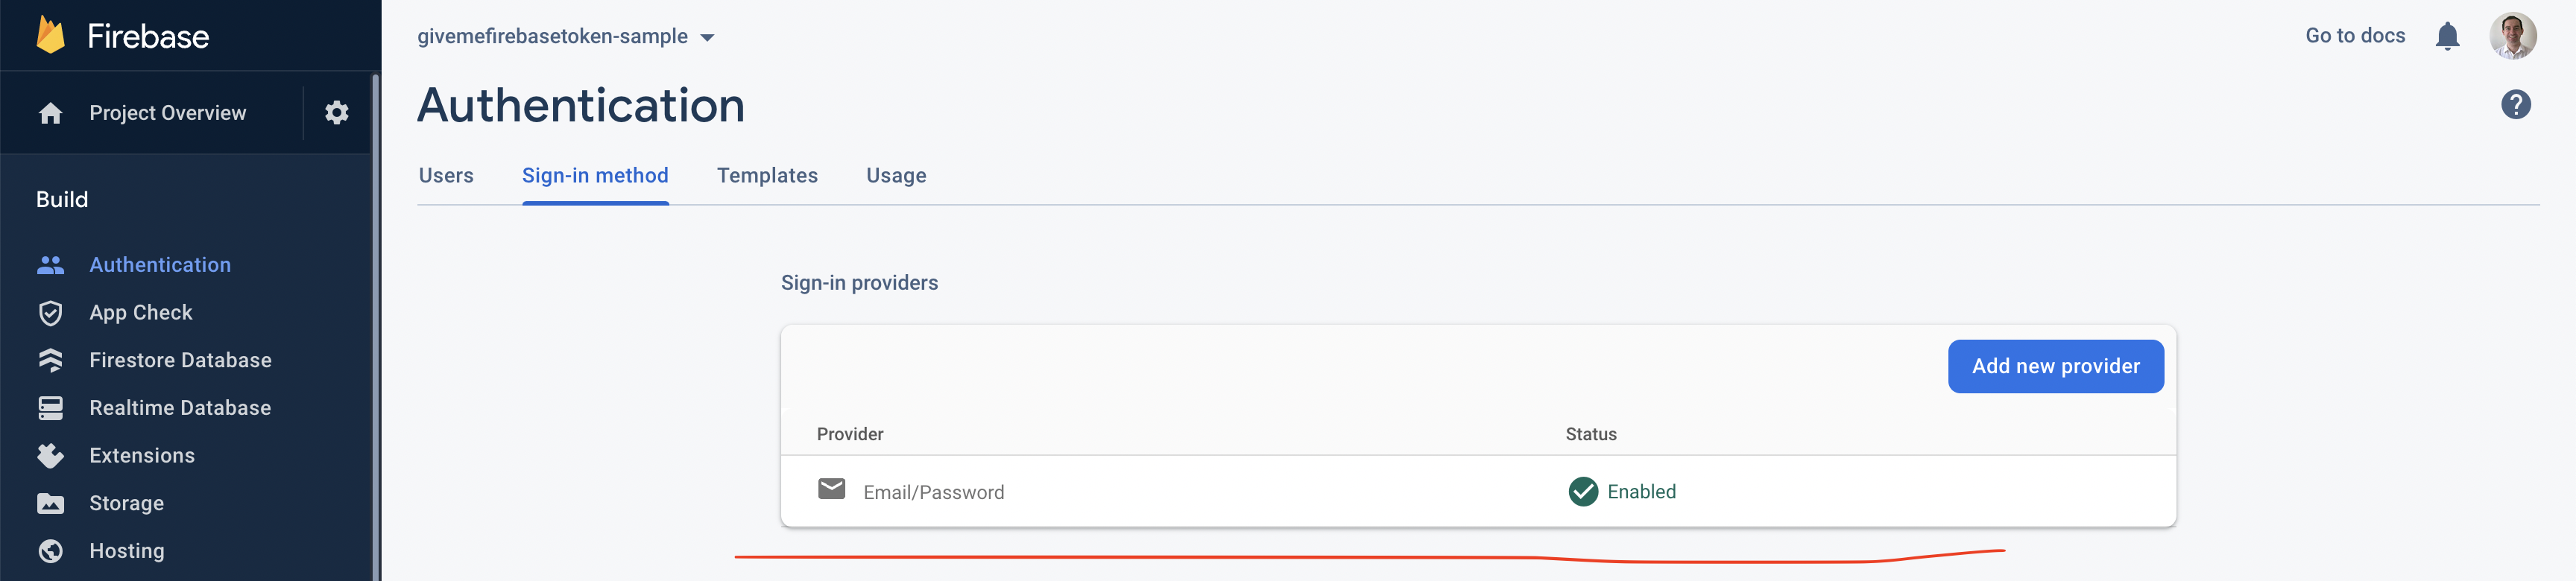 Firebase
Project Overview
Build
Authentication
App Check
Firestore Database
Realtime Database
Extensions
Storage
Hosting
givemefirebasetoken-sample
Go to docs
Authentication
Users
Sign-in method
Templates
Usage
Sign-in providers
Add new provider
Provider
Status
Email/Password
Enabled